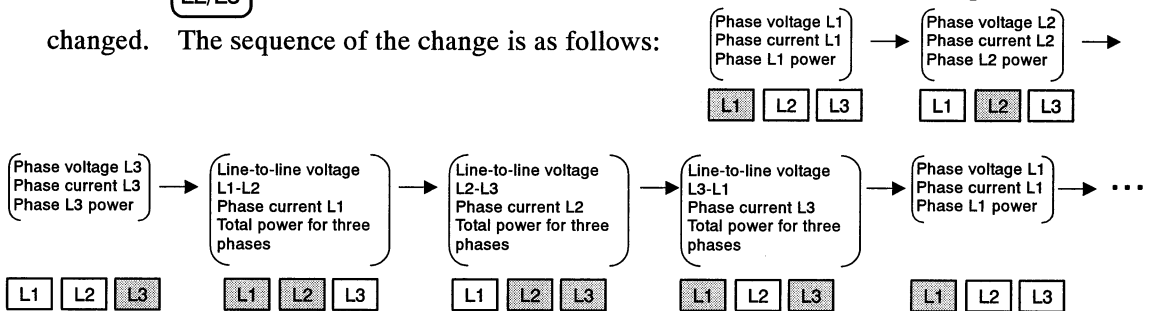 changed. The sequence of the change is as follows:
Phase voltage L1
Phase current L1
Phase L1 power
L1 L2 L3
Phase voltage L2
Phase current L2
Phase L2 power
L1 L2 L3
Phase voltage L3
Phase current L3
Phase L3 power
L1 L2 L3
Line-to-line voltage
L1-L2
Phase current L1
Total power for three
phases
L1 L2 L3
Line-to-line voltage
L2-L3
Phase current L2
Total power for three
phases
L1 L2 L3
Line-to-line voltage
L3-L1
Phase current L3
Total power for three
phases
L1 L2 L3
Phase voltage L1
Phase current L1
Phase L1 power
...
L1 L2 L3